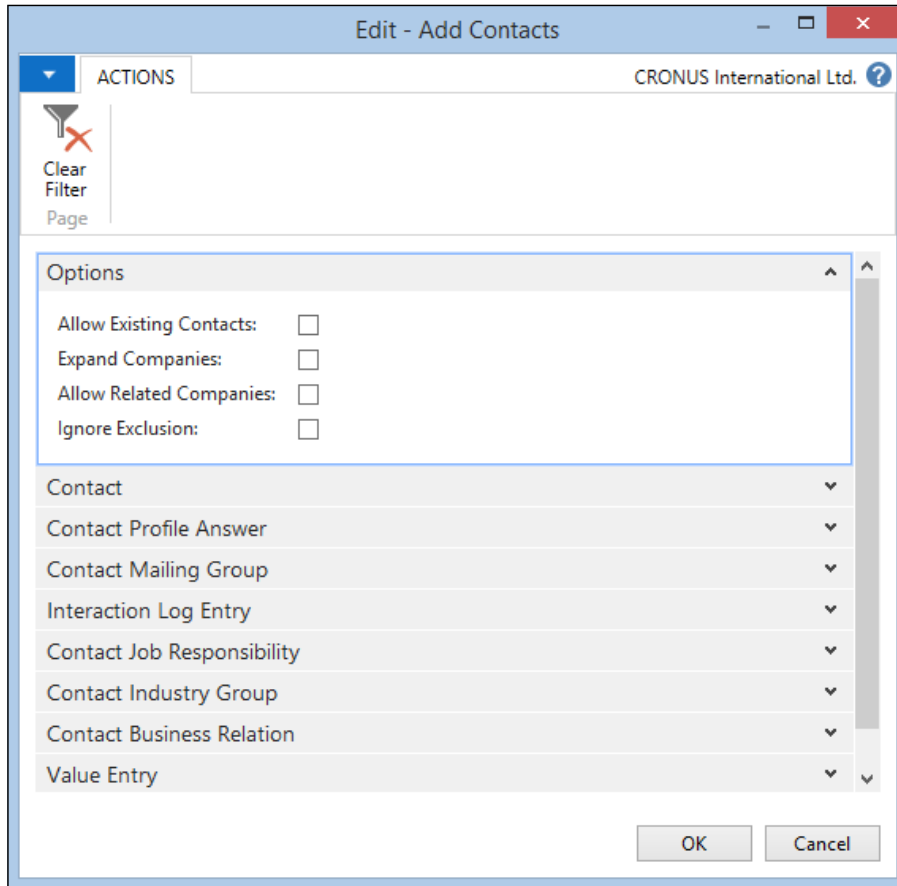 Edit - Add Contacts
ACTIONS
CRONUS International Ltd.
?
Clear
Filter
Page
Options
Allow Existing Contacts:
Expand Companies:
Allow Related Companies:
Ignore Exclusion:
Contact
Contact Profile Answer
Contact Mailing Group
Interaction Log Entry
Contact Job Responsibility
Contact Industry Group
Contact Business Relation
Value Entry
OK
Cancel